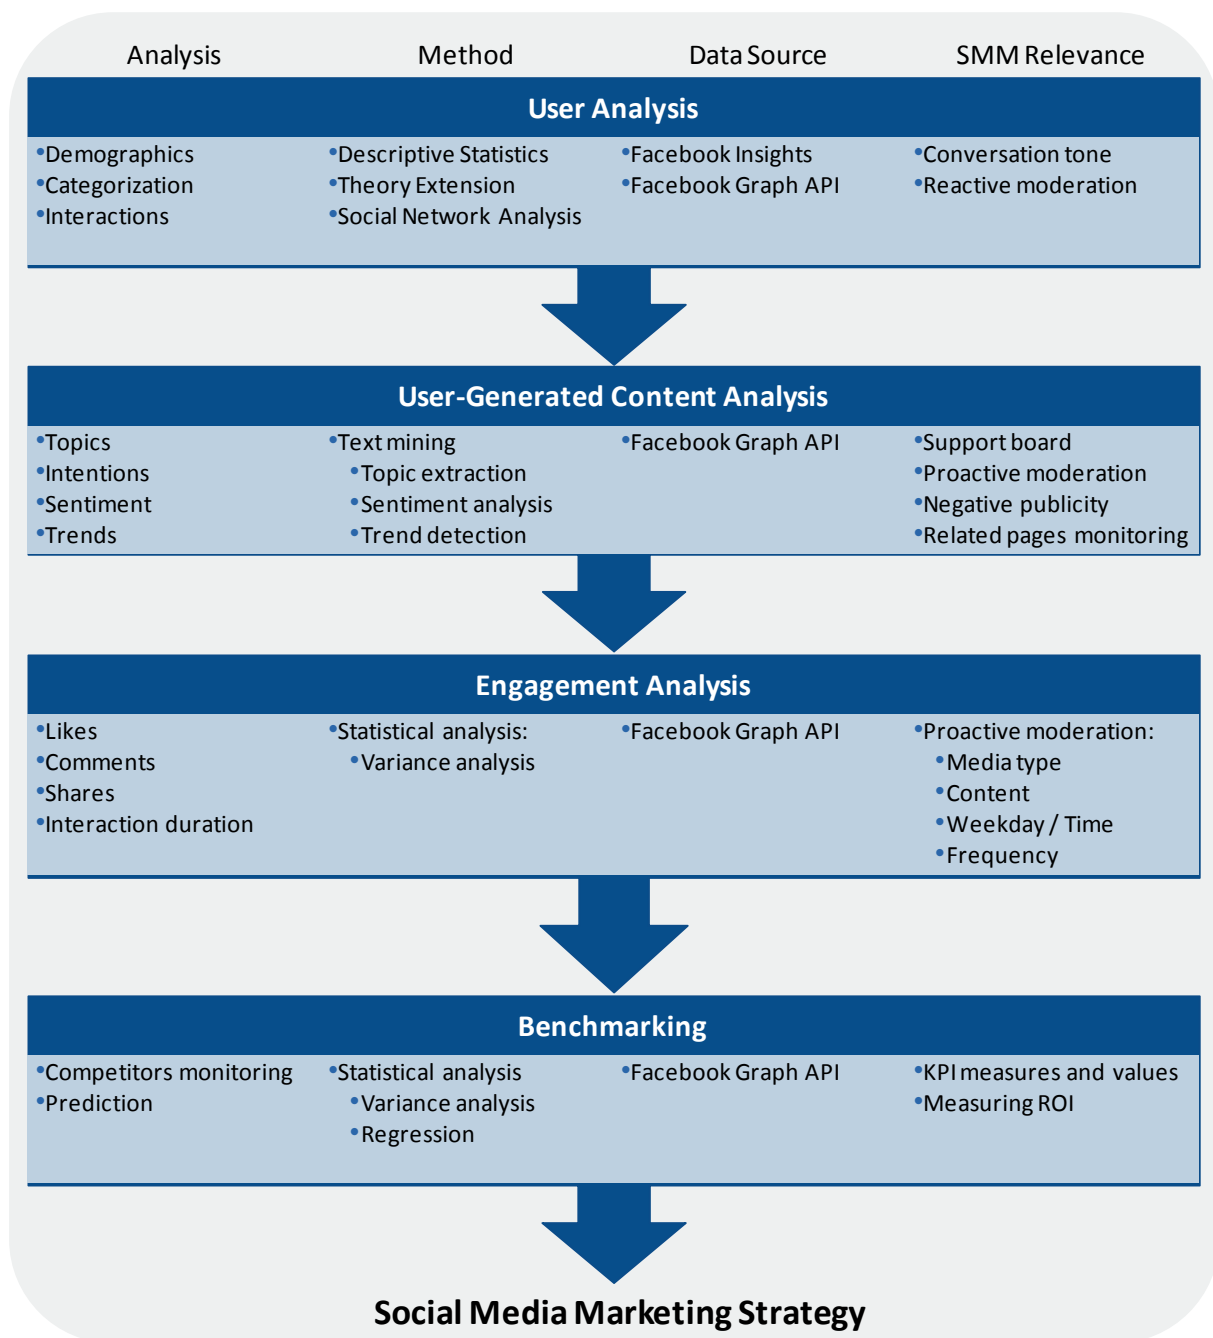 Analysis Method Data Source SMM Relevance
User Analysis
•Demographics •Descriptive Statistics •Facebook Insights •Conversation tone
•Categorization •Theory Extension •Facebook Graph API •Reactive moderation
•Interactions •Social Network Analysis
User-Generated Content Analysis
•Topics •Text mining •Facebook Graph API •Support board
•Intentions •Topic extraction •Proactive moderation
•Sentiment •Sentiment analysis •Negative publicity
•Trends •Trend detection •Related pages monitoring
Engagement Analysis
•Likes •Statistical analysis: •Facebook Graph API •Proactive moderation:
•Comments •Variance analysis •Media type
•Shares •Content
•Interaction duration •Weekday / Time
•Frequency
Benchmarking
•Competitors monitoring •Statistical analysis •Facebook Graph API •KPI measures and values
•Prediction •Variance analysis •Measuring ROI
•Regression
Social Media Marketing Strategy